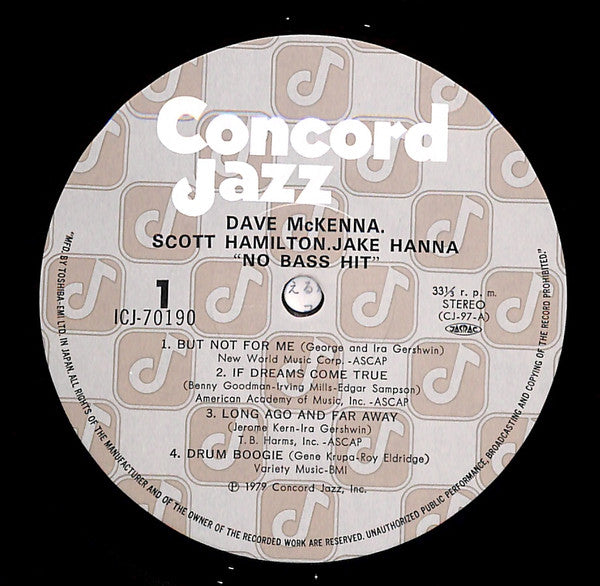 Concord
Jazz
DAVE McKENNA.
SCOTT HAMILTON.JAKE HANNA
"NO BASS HIT"
1
ICJ-70190
33⅓ r. p. m.
STEREO
(CJ-97-A)
JASRAC
1. BUT NOT FOR ME (George and Ira Gershwin)
New World Music Corp. -ASCAP
2. IF DREAMS COME TRUE
(Benny Goodman-Irving Mills-Edgar Sampson)
American Academy of Music, Inc. -ASCAP
3. LONG AGO AND FAR AWAY
(Jerome Kern-Ira Gershwin)
T. B. Harms, Inc. -ASCAP
4. DRUM BOOGIE (Gene Krupa-Roy Eldridge)
Variety Music-BMI
Ⓟ 1979 Concord Jazz, Inc.
"MFD. BY TOSHIBA-EMI LTD. IN JAPAN. ALL RIGHTS OF THE MANUFACTURER AND OF THE OWNER OF THE RECORDED WORK ARE RESERVED. UNAUTHORIZED PUBLIC PERFORMANCE, BROADCASTING AND COPYING OF THE RECORD PROHIBITED."